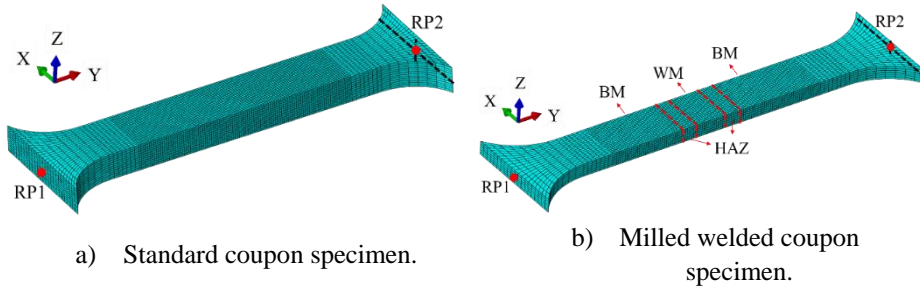 RP2
Z
X
Y
RP1
a) Standard coupon specimen.
RP2
BM
WM
BM
Z
X
Y
HAZ
RP1
b) Milled welded coupon
specimen.